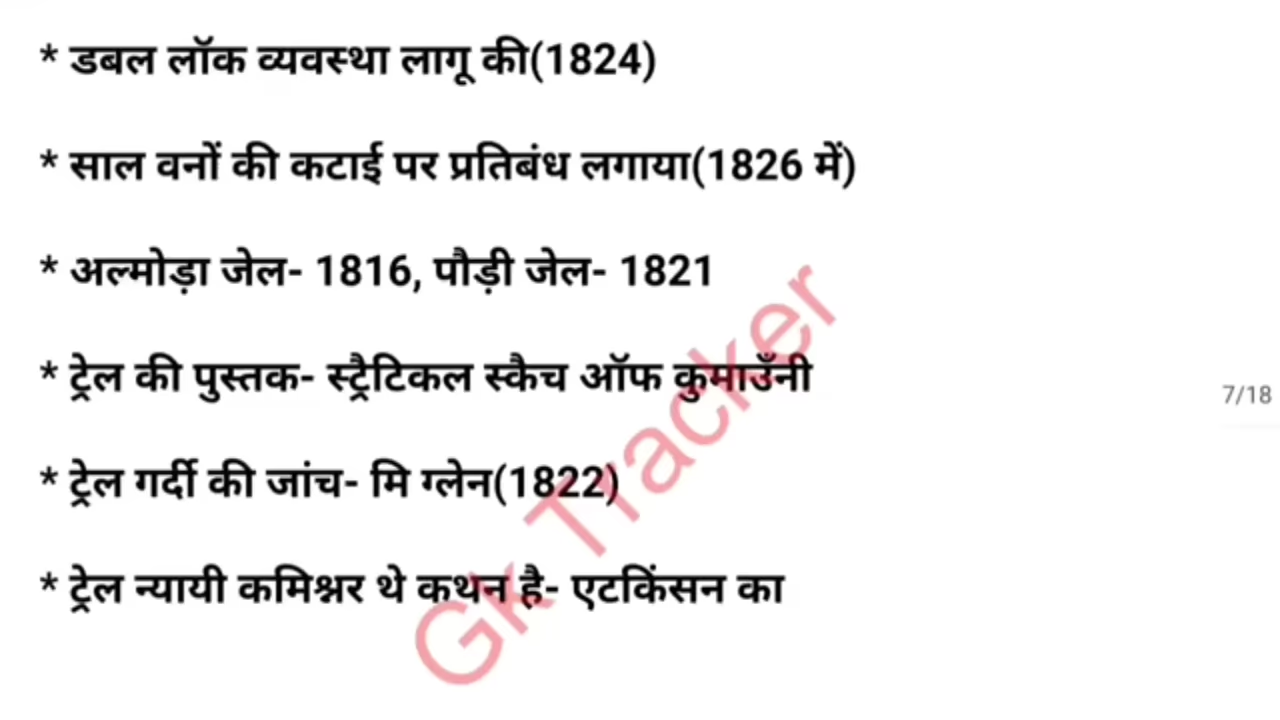 * डबल लॉक व्यवस्था लागू की(1824)
* साल वनों की कटाई पर प्रतिबंध लगाया(1826 में)
* अल्मोड़ा जेल- 1816, पौड़ी जेल- 1821
* ट्रेल की पुस्तक- स्ट्रैटिकल स्कैच ऑफ कुमाउँनी
7/18
* ट्रेल गर्दी की जांच- मि ग्लेन(1822)
* ट्रेल न्यायी कमिश्नर थे कथन है- एटकिंसन का
Gk Tracker